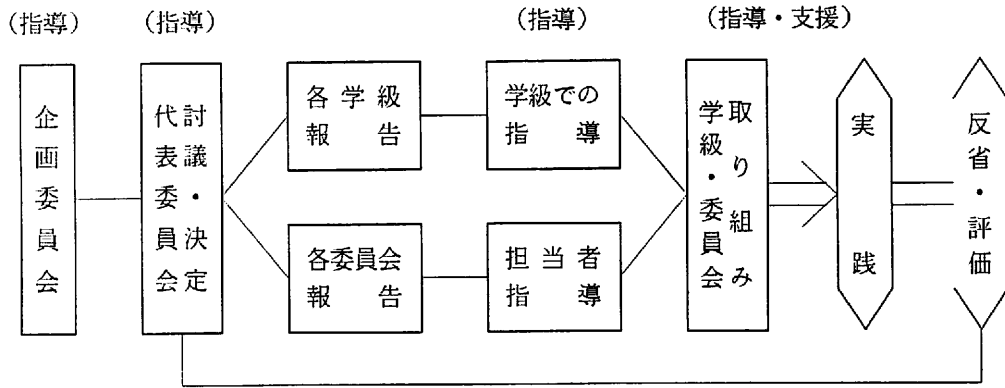 (指導)
(指導)
(指導)
(指導・支援)
企画委員会
討議・決定
代表委員会
各学級
報告
学級での
指導
各委員会
報告
担当者
指導
取り組み
学級・委員会
実践
反省・評価